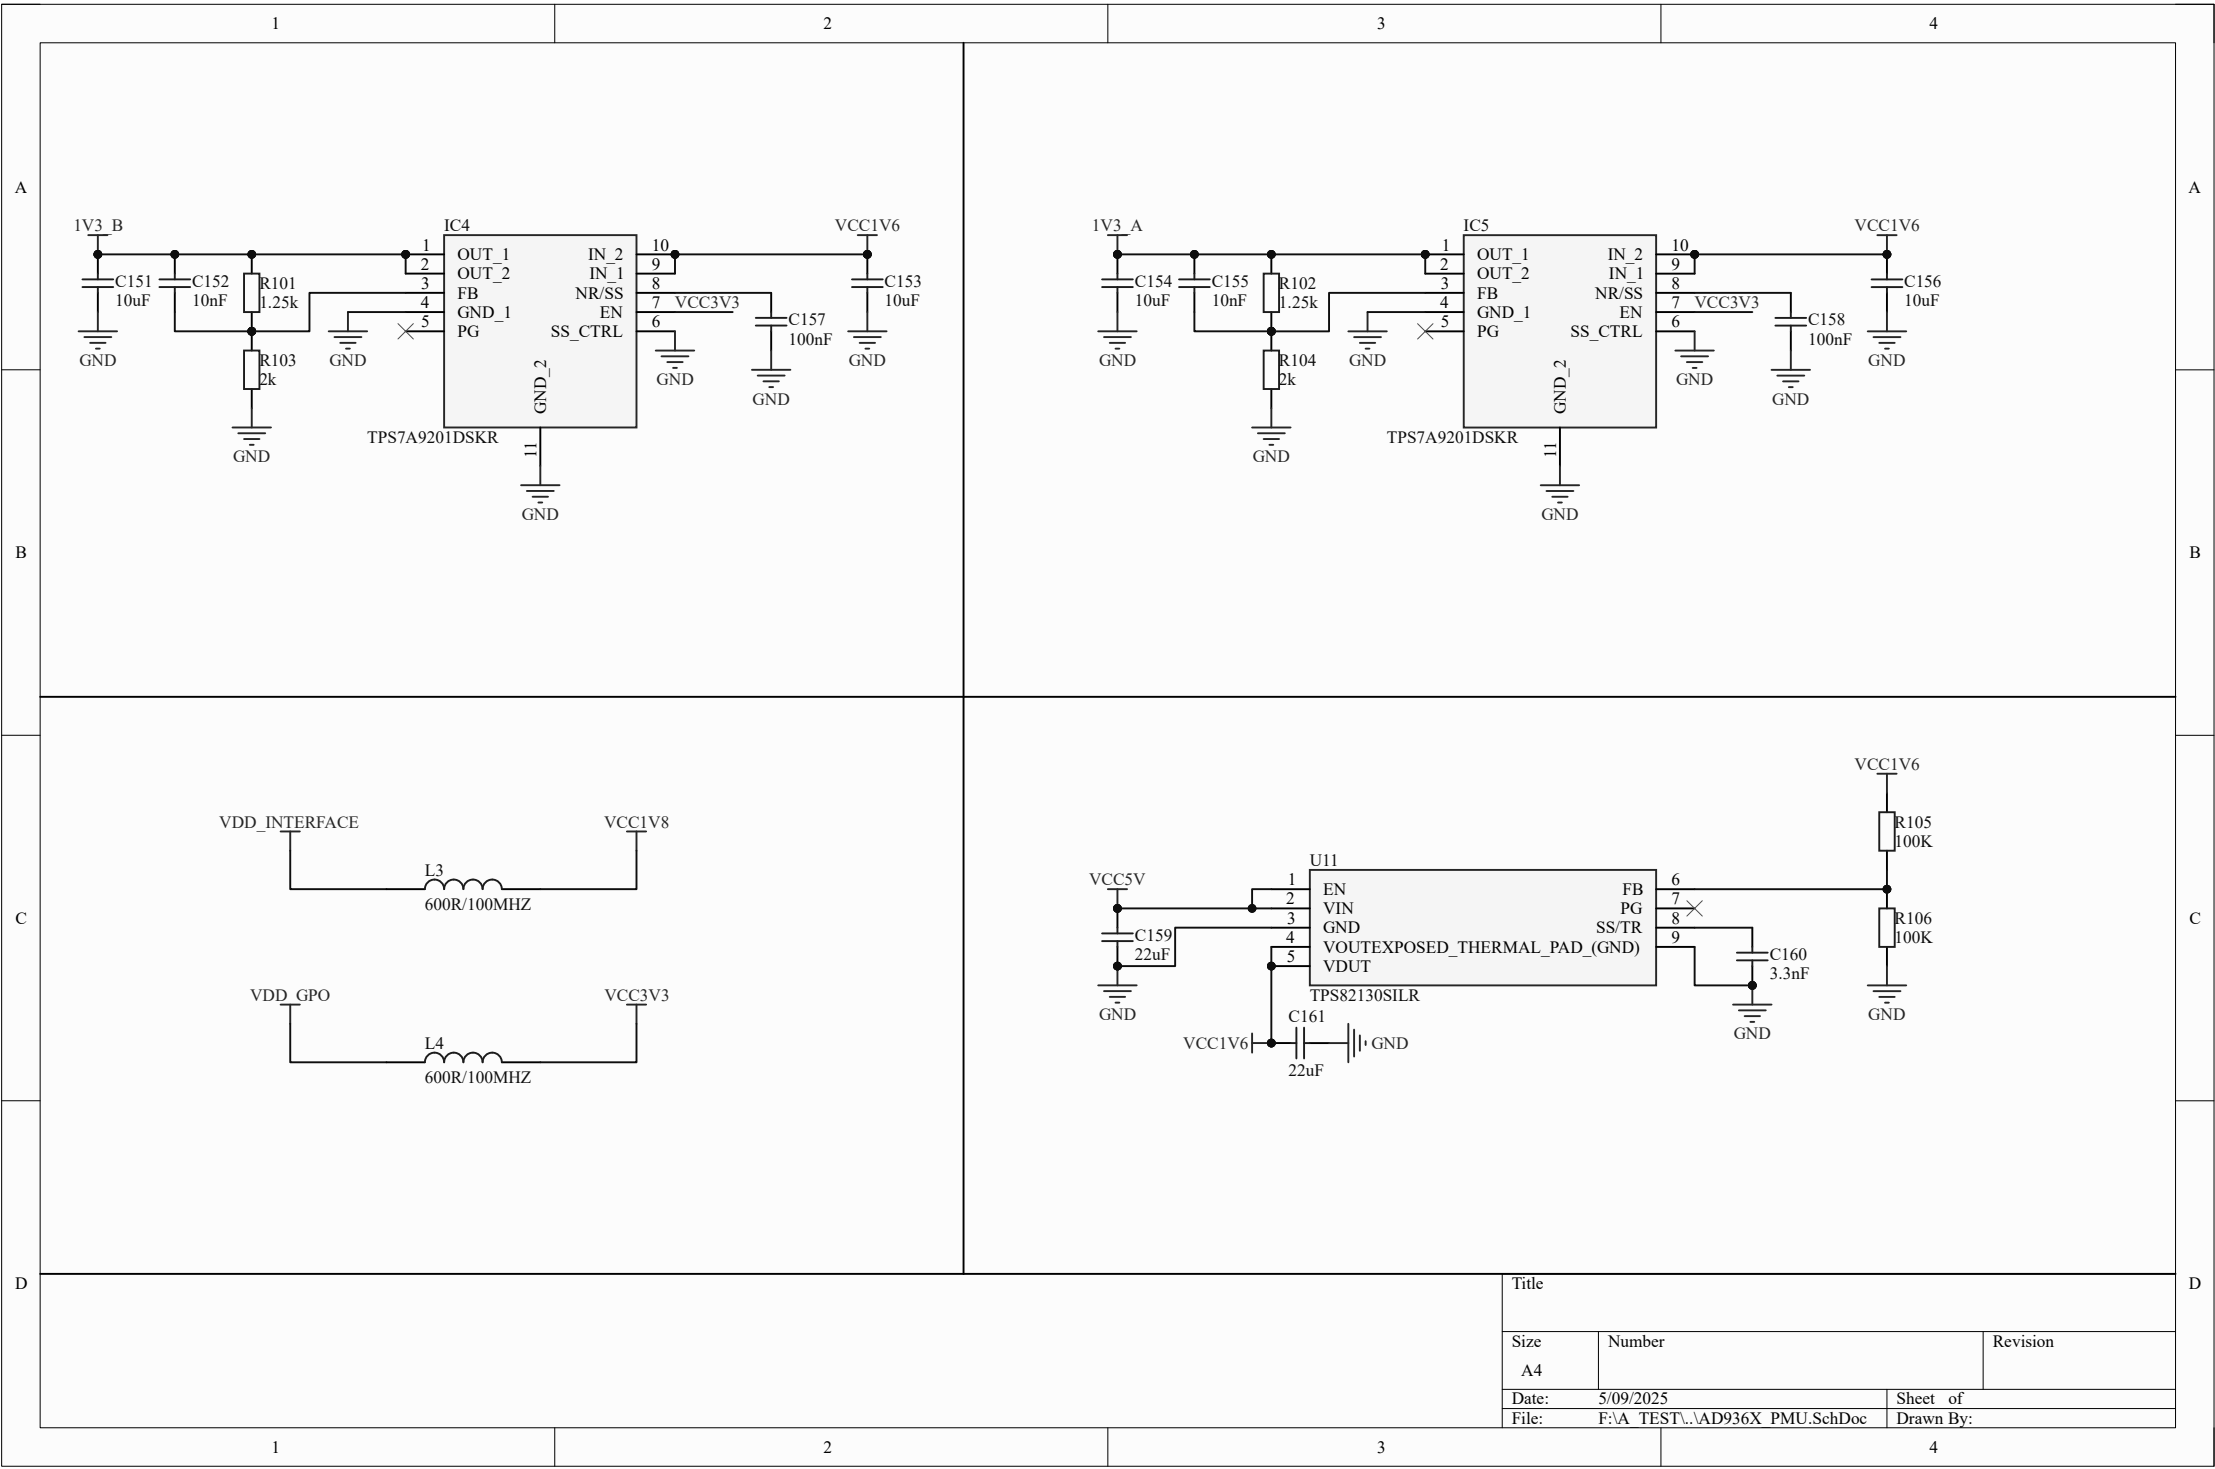 1 2 3 4
A A
B B
C C
D D
1V3_B
C151
10uF
GND
C152
10nF
R101
1.25k
R103
2k
GND
GND
IC4
1 OUT_1
2 OUT_2
3 FB
4 GND_1
5 PG
IN_2 10
IN_1 9
NR/SS 8
EN 7 VCC3V3
SS_CTRL 6
GND_2
11
TPS7A9201DSKR
GND
GND
C157
100nF
GND
VCC1V6
C153
10uF
GND
1V3_A
C154
10uF
GND
C155
10nF
R102
1.25k
R104
2k
GND
GND
IC5
1 OUT_1
2 OUT_2
3 FB
4 GND_1
5 PG
IN_2 10
IN_1 9
NR/SS 8
EN 7 VCC3V3
SS_CTRL 6
GND_2
11
TPS7A9201DSKR
GND
GND
C158
100nF
GND
VCC1V6
C156
10uF
GND
VDD_INTERFACE
VCC1V8
L3
600R/100MHZ
VDD_GPO
VCC3V3
L4
600R/100MHZ
VCC5V
C159
22uF
GND
U11
1 EN
2 VIN
3 GND
4 VOUTEXPOSED_THERMAL_PAD_(GND) 9
5 VDUT
FB 6
PG 7
SS/TR 8
TPS82130SILR
VCC1V6
C161
22uF
GND
C160
3.3nF
GND
VCC1V6
R105
100K
R106
100K
GND
Title
Size
A4
Number
Revision
Date: 5/09/2025
Sheet of
File: F:\A_TEST\..\AD936X_PMU.SchDoc
Drawn By:
1 2 3 4